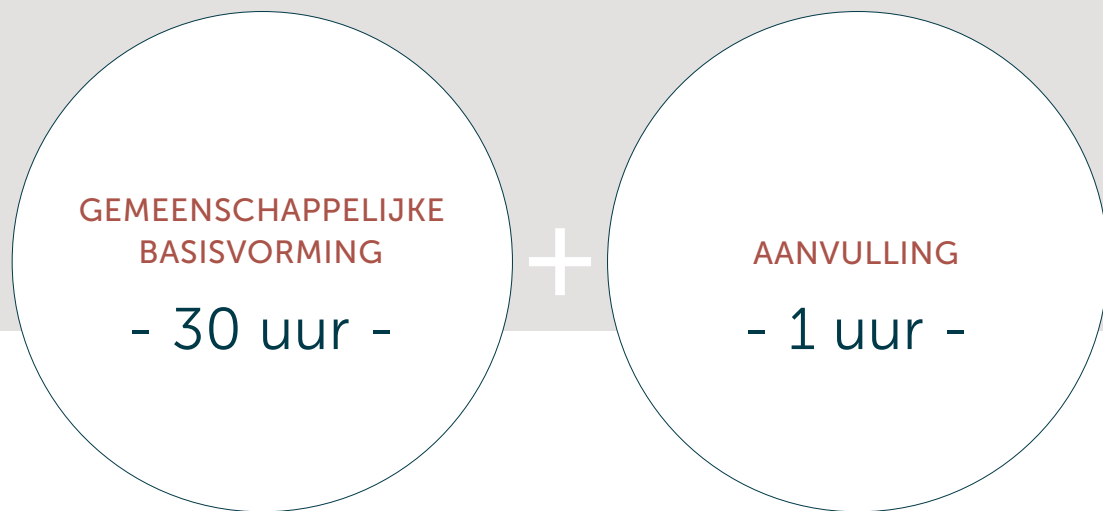 GEMEENSCHAPPELIJKE
BASISVORMING
- 30 uur -
+
AANVULLING
- 1 uur -